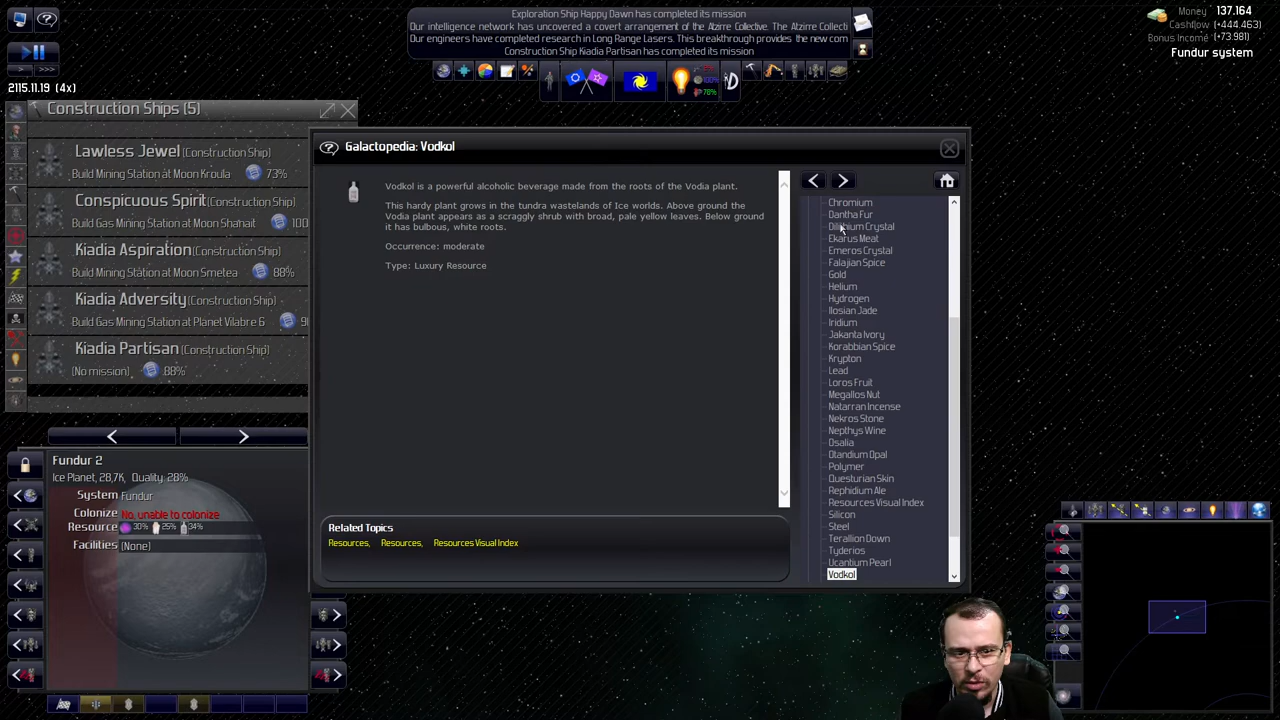 Exploration Ship Happy Dawn has completed its mission
Our intelligence network has uncovered a covert arrangement of the Atzirre Collective. The Atzirre Collecti
Our engineers have completed research in Long Range Lasers. This breakthrough provides the new com
Construction Ship Kiadia Partisan has completed its mission
Money 137.164
Cashflow (+444.463)
Bonus Income (+73.981)
Fundur system
> >>>
2115.11.19 (4x)
100%
78%
Construction Ships (5)
Lawless Jewel (Construction Ship)
Build Mining Station at Moon Kroula 73%
Conspicuous Spirit (Construction Ship)
Build Gas Mining Station at Moon Shahait 100
Kiadia Aspiration (Construction Ship)
Build Mining Station at Moon Smetea 88%
Kiadia Adversity (Construction Ship)
Build Gas Mining Station at Planet Vilabre 6 9
Kiadia Partisan (Construction Ship)
(No mission) 88%
Galactopedia: Vodkol
Vodkol is a powerful alcoholic beverage made from the roots of the Vodia plant.
This hardy plant grows in the tundra wastelands of Ice worlds. Above ground the
Vodia plant appears as a scraggly shrub with broad, pale yellow leaves. Below ground
it has bulbous, white roots.
Occurrence: moderate
Type: Luxury Resource
Related Topics
Resources, Resources, Resources Visual Index
Chromium
Dantha Fur
Dilithium Crystal
Ekarus Meat
Emeros Crystal
Falajian Spice
Gold
Helium
Hydrogen
Ilosian Jade
Iridium
Jakanta Ivory
Korabbian Spice
Krypton
Lead
Loros Fruit
Megallos Nut
Natarran Incense
Nekros Stone
Nepthys Wine
Osalia
Otandium Opal
Polymer
Questurian Skin
Rephidium Ale
Resources Visual Index
Silicon
Steel
Terallion Down
Tyderios
Ucantium Pearl
Vodkol
Fundur 2
Ice Planet, 28,7K, Quality: 28%
System Fundur
Colonize No, unable to colonize
Resource 30% 25% 34%
Facilities (None)